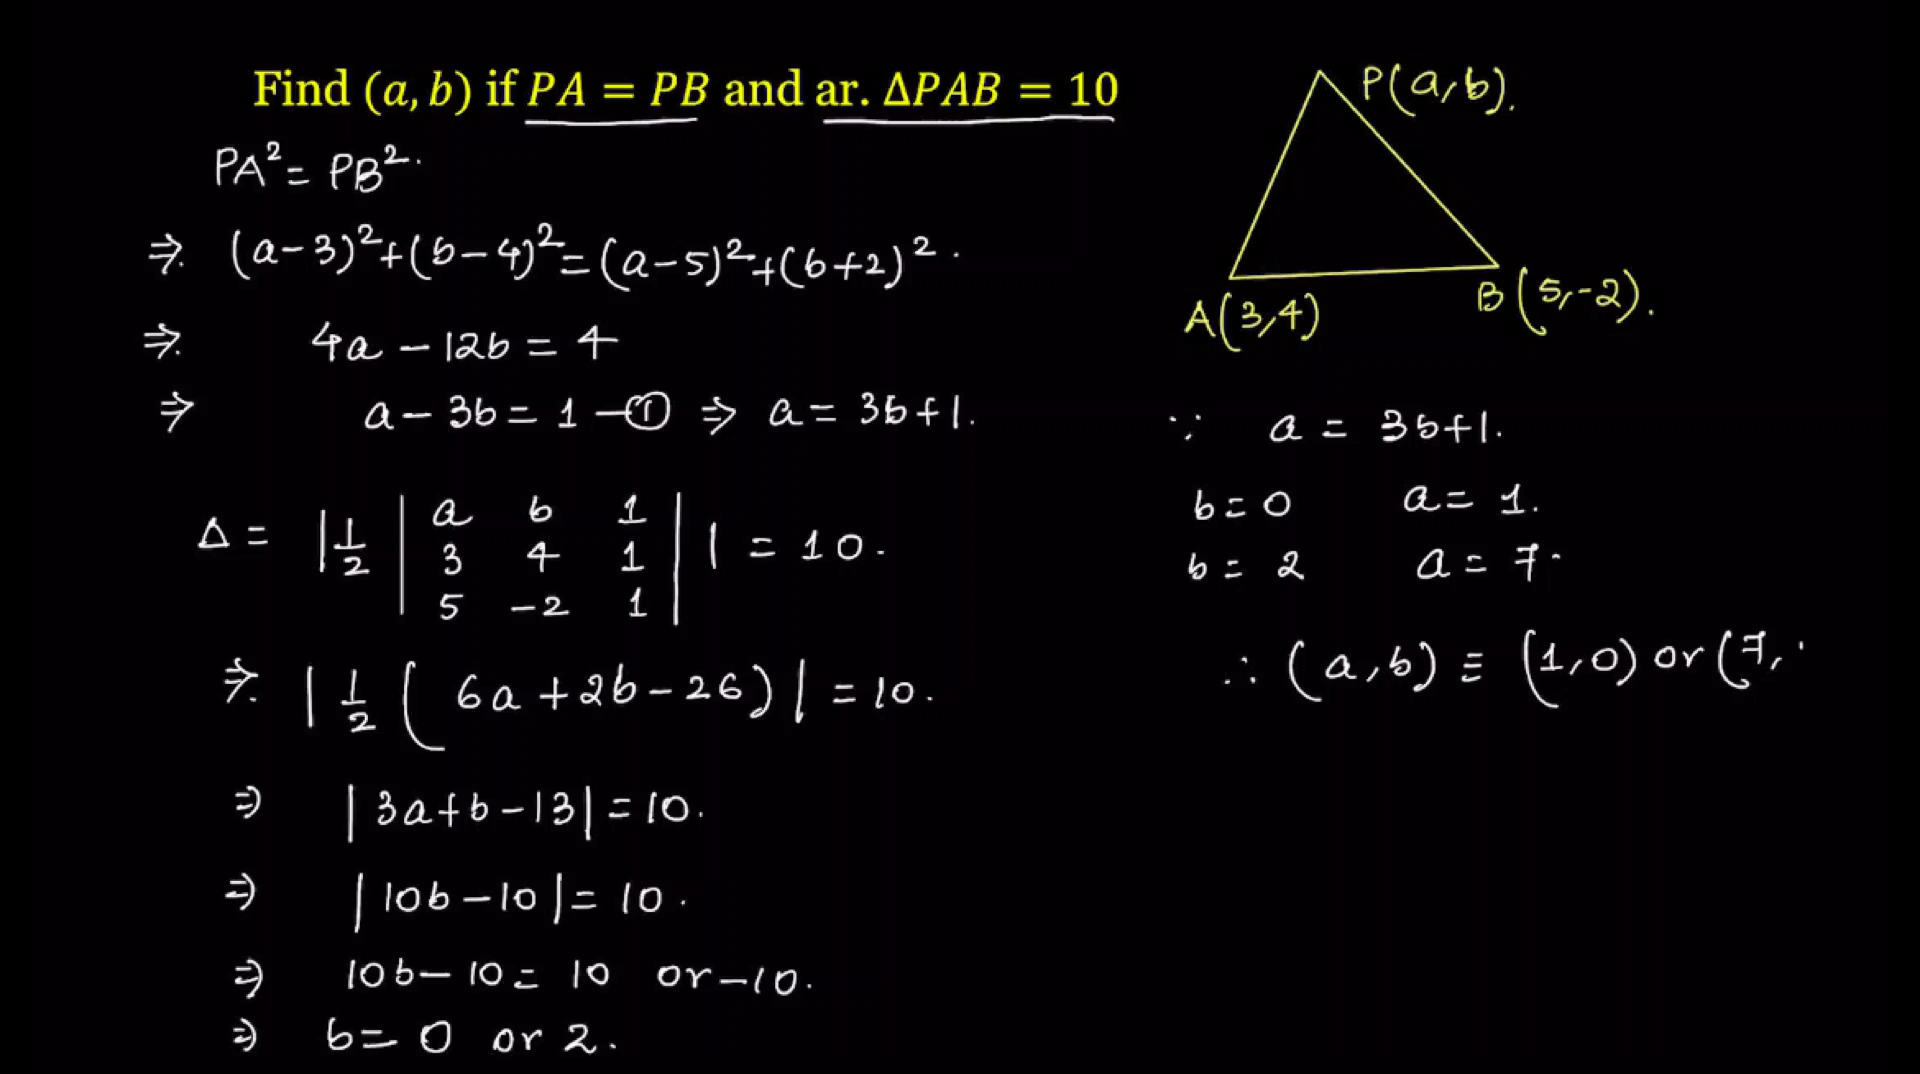 Find (a, b) if PA = PB and ar. ΔPAB = 10
PA² = PB².
⇒ (a-3)²+(b-4)²=(a-5)²+(b+2)².
⇒ 4a - 12b = 4
⇒ a - 3b = 1 -① ⇒ a = 3b+1.
Δ = |1/2 | a b 1
3 4 1
5 -2 1 | | = 10.
⇒ |1/2 ( 6a + 2b - 26)| = 10.
⇒ |3a+b-13| = 10.
⇒ |10b-10| = 10.
⇒ 10b-10 = 10 or -10.
⇒ b = 0 or 2.
P(a,b).
A(3,4)
B(5,-2).
∵ a = 3b+1.
b = 0 a = 1.
b = 2 a = 7.
∴ (a,b) ≡ (1,0) or (7,